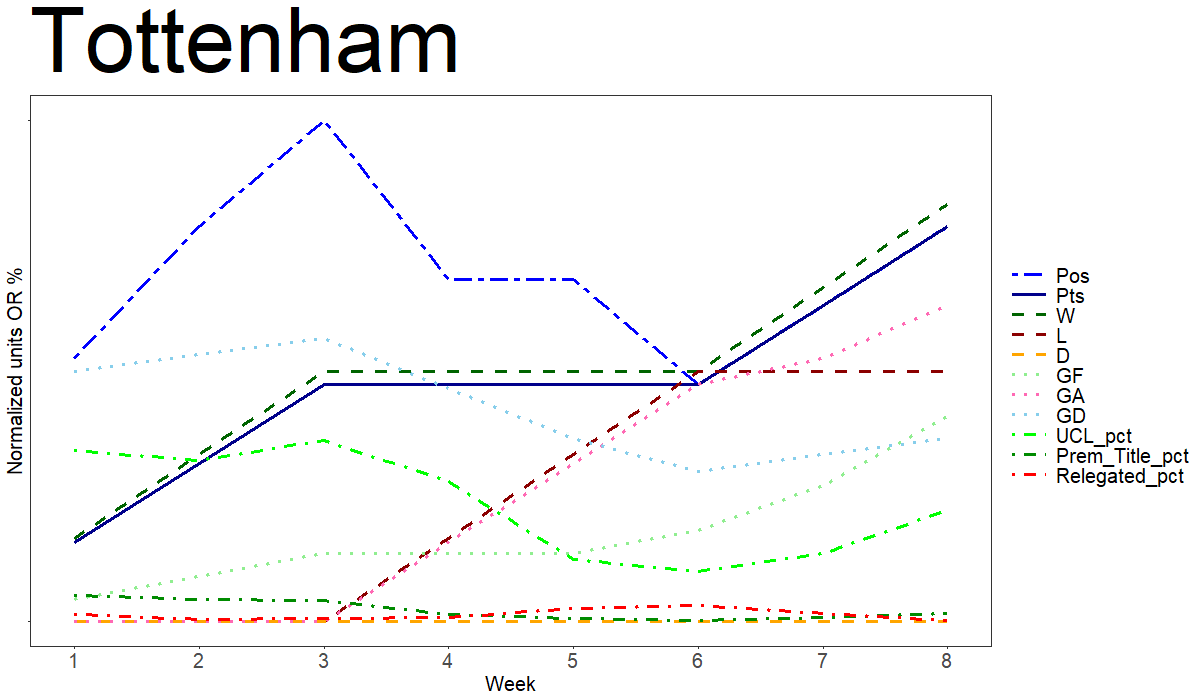 Tottenham
Normalized units OR %
Pos
Pts
W
L
D
GF
GA
GD
UCL_pct
Prem_Title_pct
Relegated_pct
1 2 3 4 5 6 7 8
Week